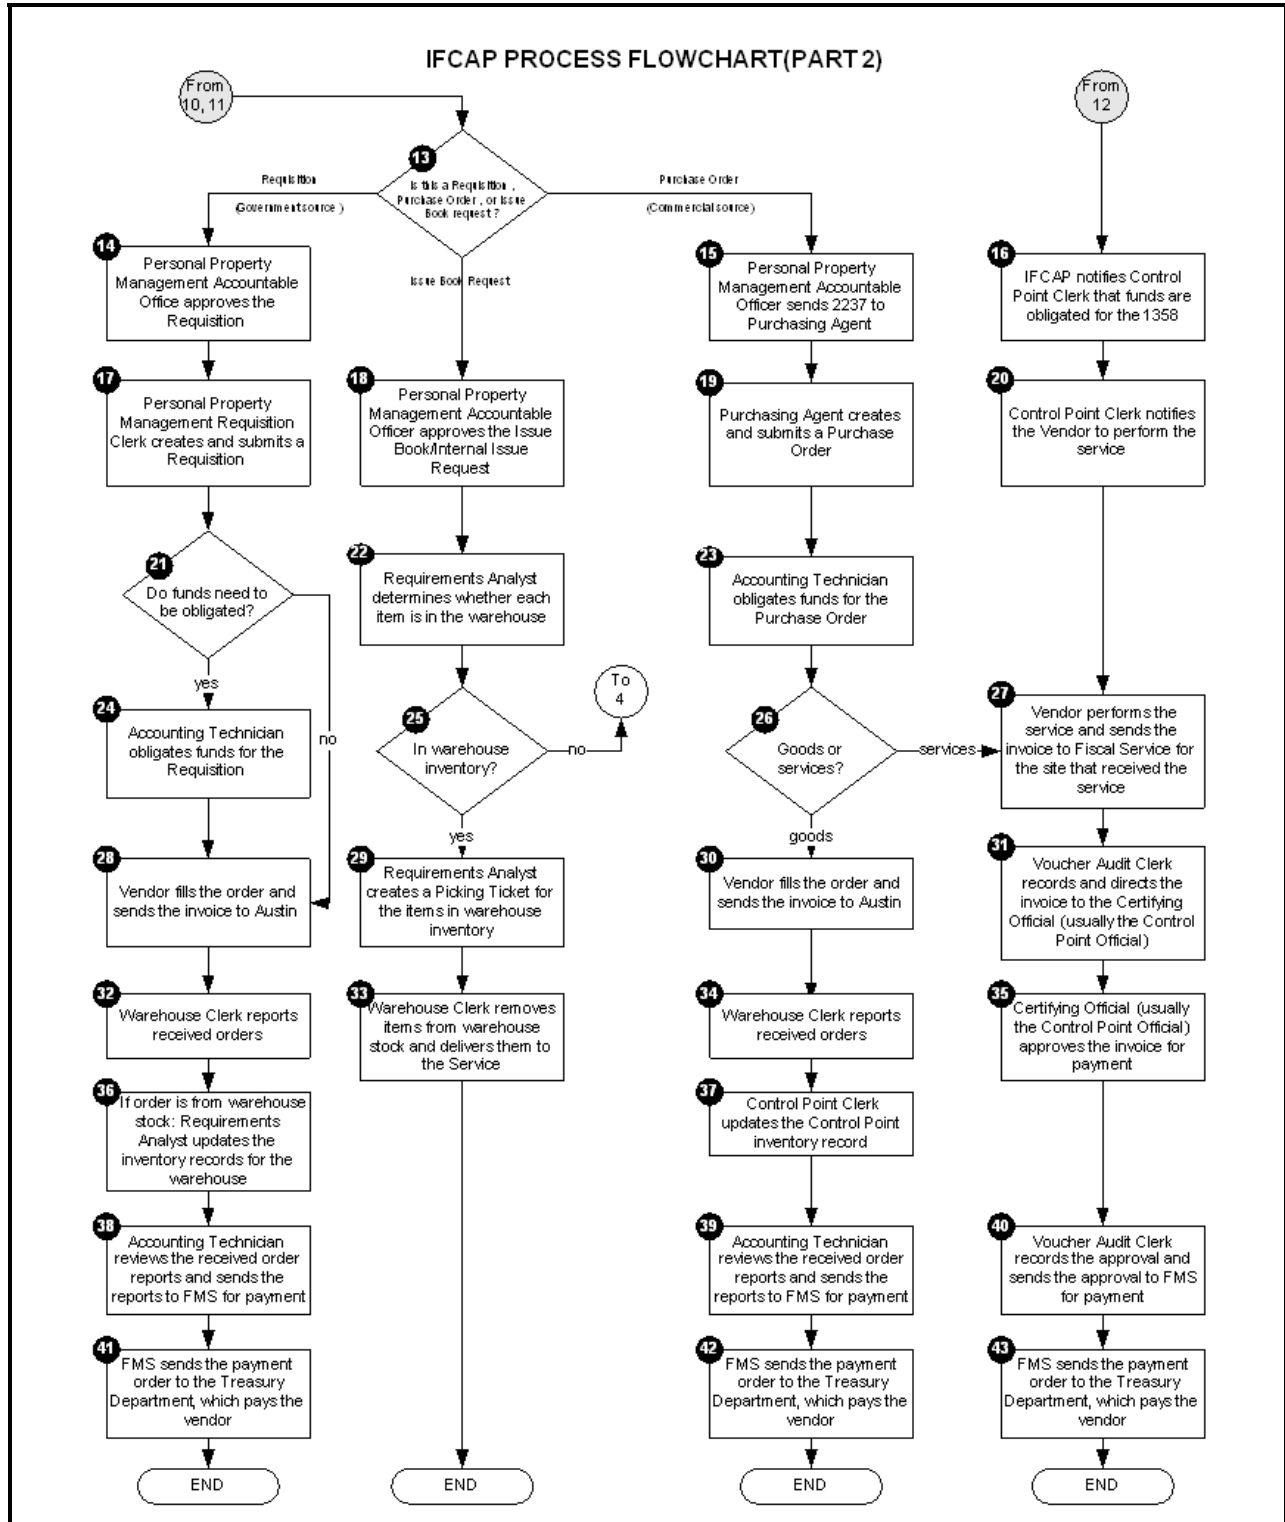 IFCAP PROCESS FLOWCHART(PART 2)
From
10, 11
From
12
13
Is this a Requisition ,
Purchase Order , or Issue
Book request ?
Requisition
(Government source )
Purchase Order
(Commercial source)
Issue Book Request
14
Personal Property
Management Accountable
Office approves the
Requisition
15
Personal Property
Management Accountable
Officer sends 2237 to
Purchasing Agent
16
IFCAP notifies Control
Point Clerk that funds are
obligated for the 1358
17
Personal Property
Management Requisition
Clerk creates and submits a
Requisition
18
Personal Property
Management Accountable
Officer approves the Issue
Book/Internal Issue
Request
19
Purchasing Agent creates
and submits a Purchase
Order
20
Control Point Clerk notifies
the Vendor to perform the
service
21
Do funds need to
be obligated?
yes
no
22
Requirements Analyst
determines whether each
item is in the warehouse
23
Accounting Technician
obligates funds for the
Purchase Order
24
Accounting Technician
obligates funds for the
Requisition
25
In warehouse
inventory?
no
To
4
yes
26
Goods or
services?
services
goods
27
Vendor performs the
service and sends the
invoice to Fiscal Service for
the site that received the
service
28
Vendor fills the order and
sends the invoice to Austin
29
Requirements Analyst
creates a Picking Ticket for
the items in warehouse
inventory
30
Vendor fills the order and
sends the invoice to Austin
31
Voucher Audit Clerk
records and directs the
invoice to the Certifying
Official (usually the Control
Point Official)
32
Warehouse Clerk reports
received orders
33
Warehouse Clerk removes
items from warehouse
stock and delivers them to
the Service
34
Warehouse Clerk reports
received orders
35
Certifying Official (usually
the Control Point Official)
approves the invoice for
payment
36
If order is from warehouse
stock: Requirements
Analyst updates the
inventory records for the
warehouse
37
Control Point Clerk
updates the Control Point
inventory record
38
Accounting Technician
reviews the received order
reports and sends the
reports to FMS for payment
39
Accounting Technician
reviews the received order
reports and sends the
reports to FMS for payment
40
Voucher Audit Clerk
records the approval and
sends the approval to FMS
for payment
41
FMS sends the payment
order to the Treasury
Department, which pays the
vendor
42
FMS sends the payment
order to the Treasury
Department, which pays the
vendor
43
FMS sends the payment
order to the Treasury
Department, which pays the
vendor
END
END
END
END